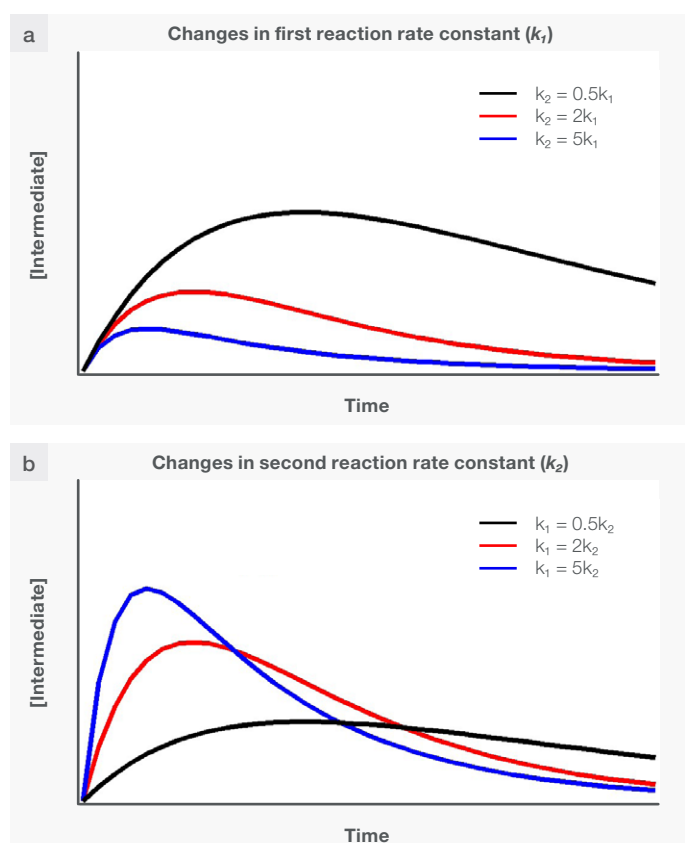 a
Changes in first reaction rate constant (k₁)
k₂ = 0.5k₁
k₂ = 2k₁
k₂ = 5k₁
[Intermediate]
Time
b
Changes in second reaction rate constant (k₂)
k₁ = 0.5k₂
k₁ = 2k₂
k₁ = 5k₂
[Intermediate]
Time